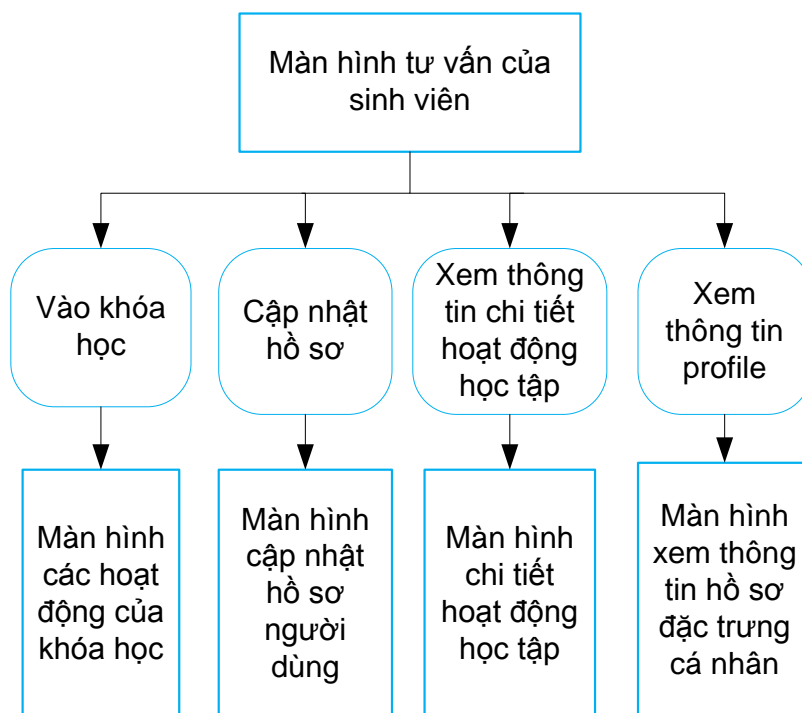 Màn hình tư vấn của
sinh viên
Vào khóa
học
Cập nhật
hồ sơ
Xem thông
tin chi tiết
hoạt động
học tập
Xem
thông tin
profile
Màn hình
các hoạt
động của
khóa học
Màn hình
cập nhật
hồ sơ
người
dùng
Màn hình
chi tiết
hoạt động
học tập
Màn hình
xem thông
tin hồ sơ
đặc trưng
cá nhân